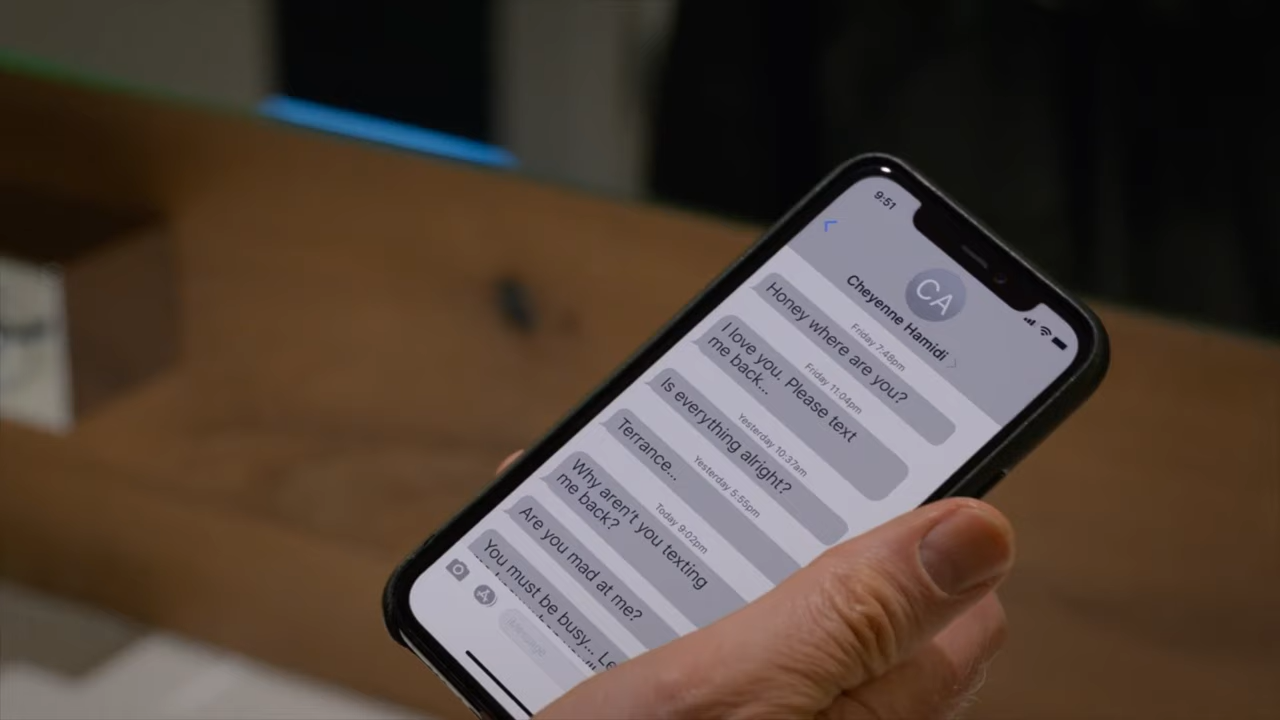 9:51
CA
Cheyenne Hamidi
Friday 7:48pm
Honey where are you?
Friday 11:04pm
I love you. Please text
me back...
Yesterday 10:37am
Is everything alright?
Yesterday 5:55pm
Terrance...
Today 9:02pm
Why aren't you texting
me back?
Are you mad at me?
You must be busy... Le
iMessage